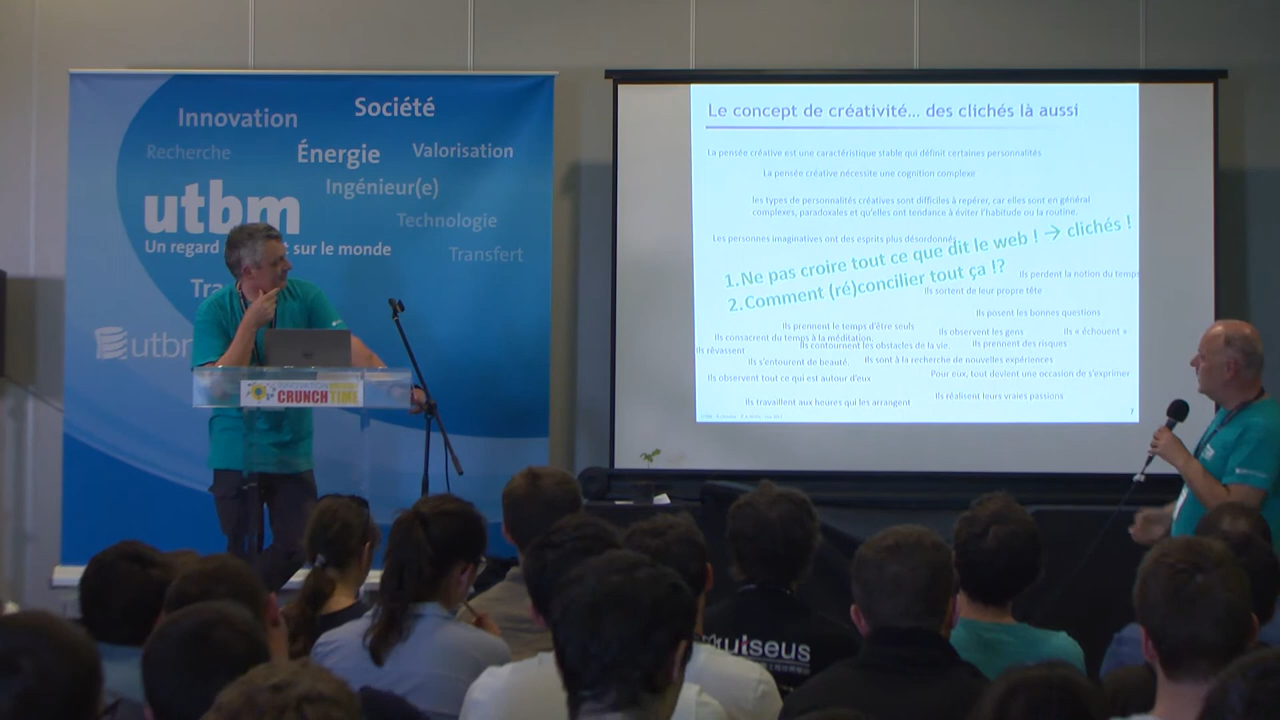 Innovation
Société
Recherche
Énergie
Valorisation
Ingénieur(e)
utbm
Technologie
Un regard
sur le monde
Transfert
utbm
INNOVATION
CRUNCH TIME
Le concept de créativité... des clichés là aussi
La pensée créative est une caractéristique stable qui définit certaines personnalités
La pensée créative nécessite une cognition complexe
les types de personnalités créatives sont difficiles à repérer, car elles sont en général
complexes, paradoxales et qu'elles ont tendance à éviter l'habitude ou la routine.
Les personnes imaginatives ont des esprits plus désordonnés
1.Ne pas croire tout ce que dit le web ! → clichés !
2.Comment (ré)concilier tout ça !?
Ils perdent la notion du temps
Ils sortent de leur propre tête
Ils posent les bonnes questions
Ils prennent le temps d'être seuls
Ils observent les gens
Ils « échouent »
Ils consacrent du temps à la méditation.
Ils contournent les obstacles de la vie.
Ils prennent des risques
Ils rêvassent
Ils s'entourent de beauté.
Ils sont à la recherche de nouvelles expériences
Ils observent tout ce qui est autour d'eux
Pour eux, tout devient une occasion de s'exprimer
Ils travaillent aux heures qui les arrangent
Ils réalisent leurs vraies passions
7